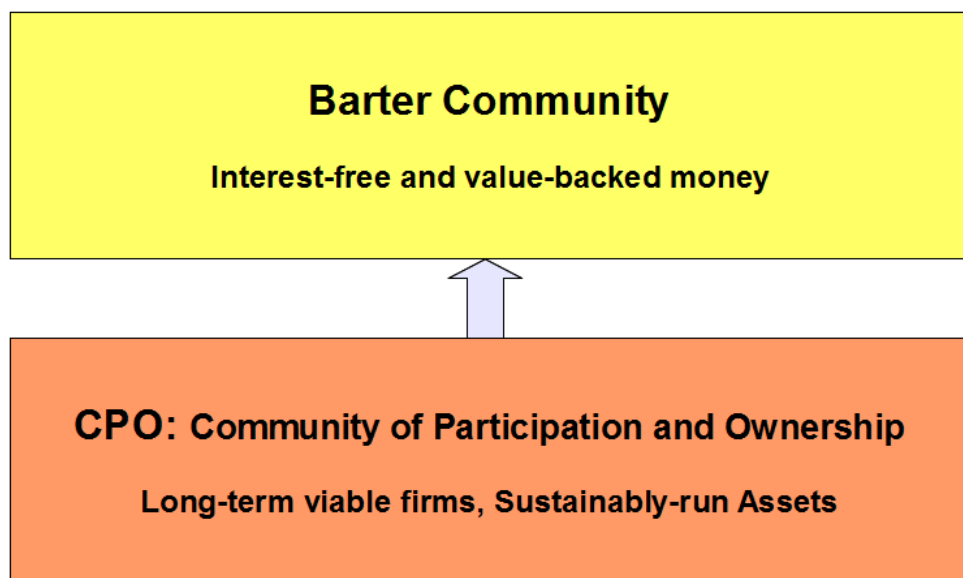 Barter Community
Interest-free and value-backed money
CPO: Community of Participation and Ownership
Long-term viable firms, Sustainably-run Assets